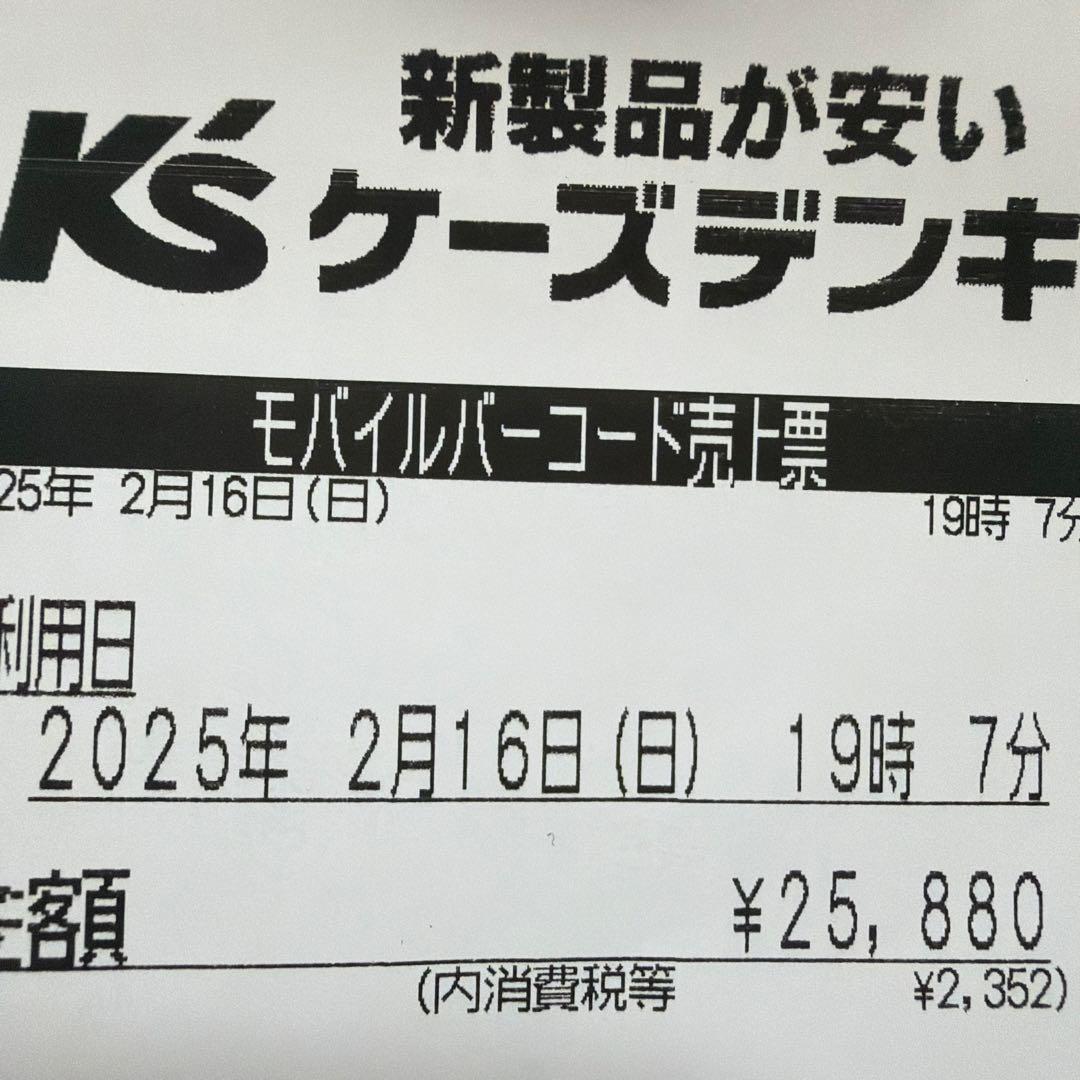 新製品が安い
K's ケーズデンキ
モバイルバーコード売上票
25年 2月16日(日) 19時 7分
利用日
2025年 2月16日(日) 19時 7分
額 ¥25,880
(内消費税等 ¥2,352)